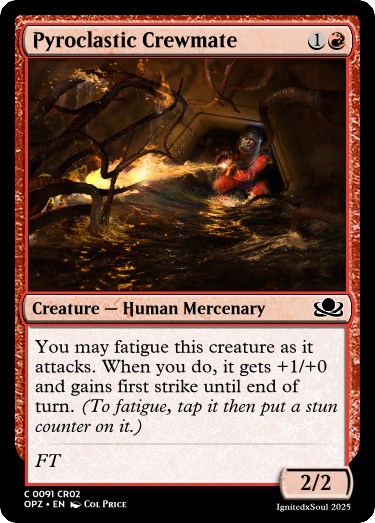 Pyroclastic Crewmate 1
Creature — Human Mercenary
You may fatigue this creature as it
attacks. When you do, it gets +1/+0
and gains first strike until end of
turn. (To fatigue, tap it then put a stun
counter on it.)
FT
2/2
C 0091 CR02
OPZ • EN Col Price
IgnitedxSoul 2025